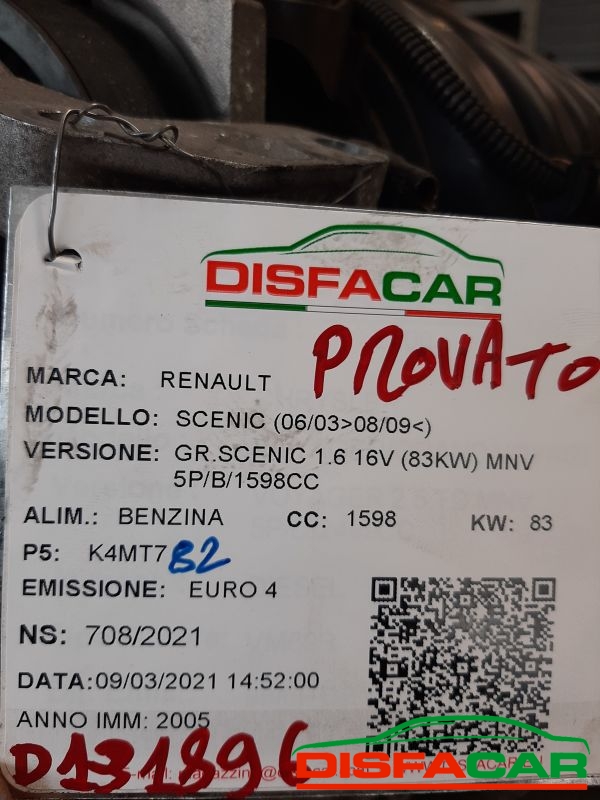 DISFACAR
PROVATO
MARCA: RENAULT
MODELLO: SCENIC (06/03>08/09<)
VERSIONE: GR.SCENIC 1.6 16V (83KW) MNV
5P/B/1598CC
ALIM.: BENZINA CC: 1598 KW: 83
P5: K4MT782
EMISSIONE: EURO 4
NS: 708/2021
DATA:09/03/2021 14:52:00
ANNO IMM: 2005
D131896
DISFACAR